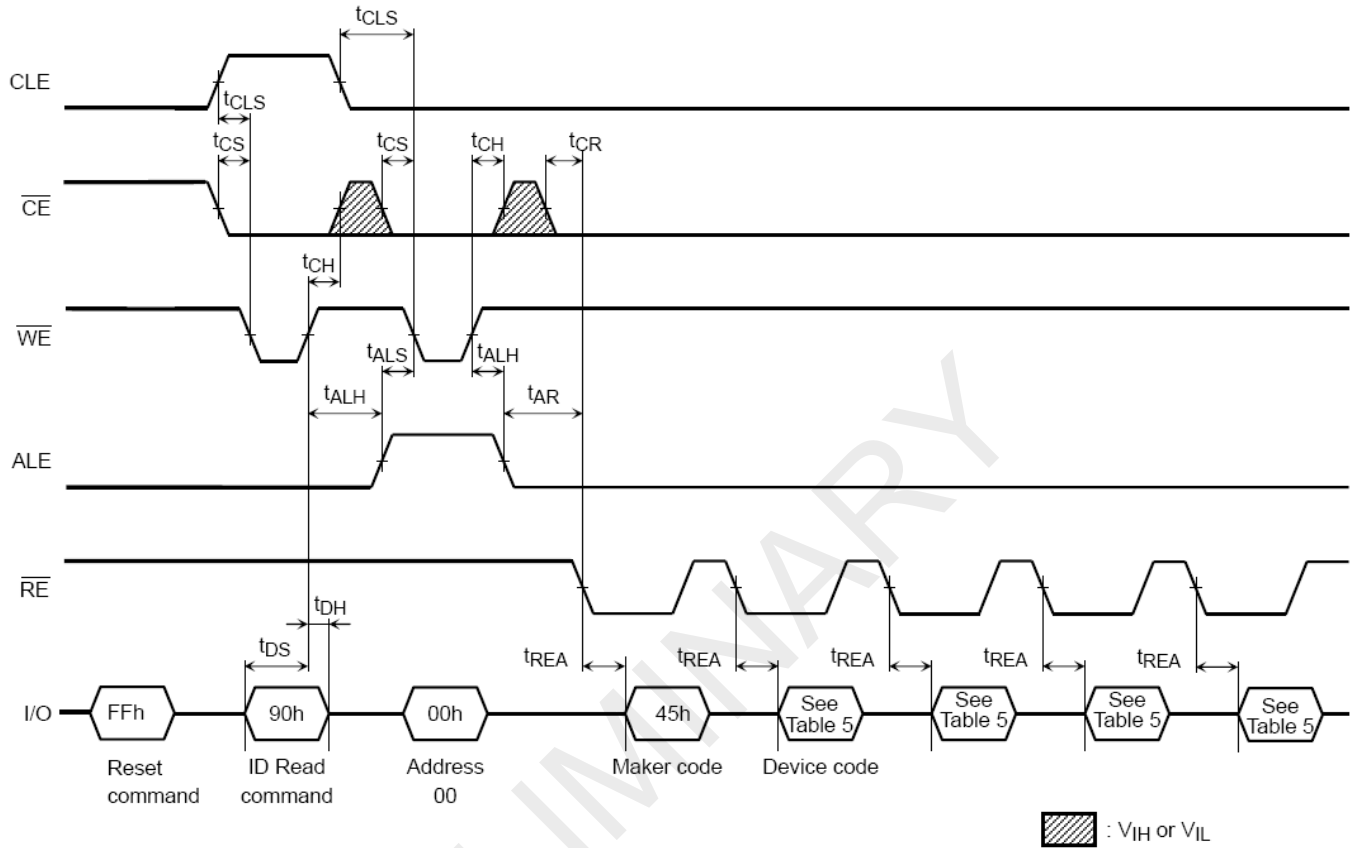 tCLS
CLE
tCLS
tCS tCS tCH tCR
CE
tCH
WE
tALS tALH
tALH tAR
ALE
RE
tDH
tDS tREA tREA tREA tREA tREA
I/O FFh 90h 00h 45h See Table 5 See Table 5 See Table 5 See Table 5
Reset command
ID Read command
Address 00
Maker code
Device code
: VIH or VIL
LIMINARY